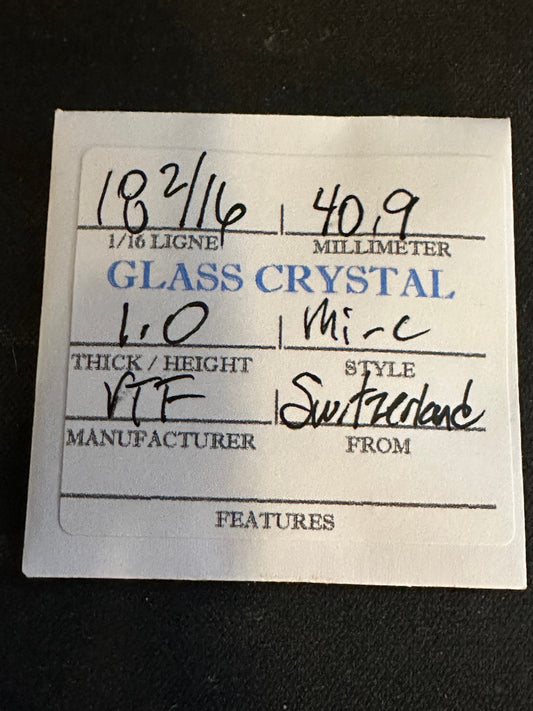 18 2/16 40.9
1/16 LIGNE MILLIMETER
GLASS CRYSTAL
1.0 Mi-c
THICK / HEIGHT STYLE
VTF Switzerland
MANUFACTURER FROM
FEATURES